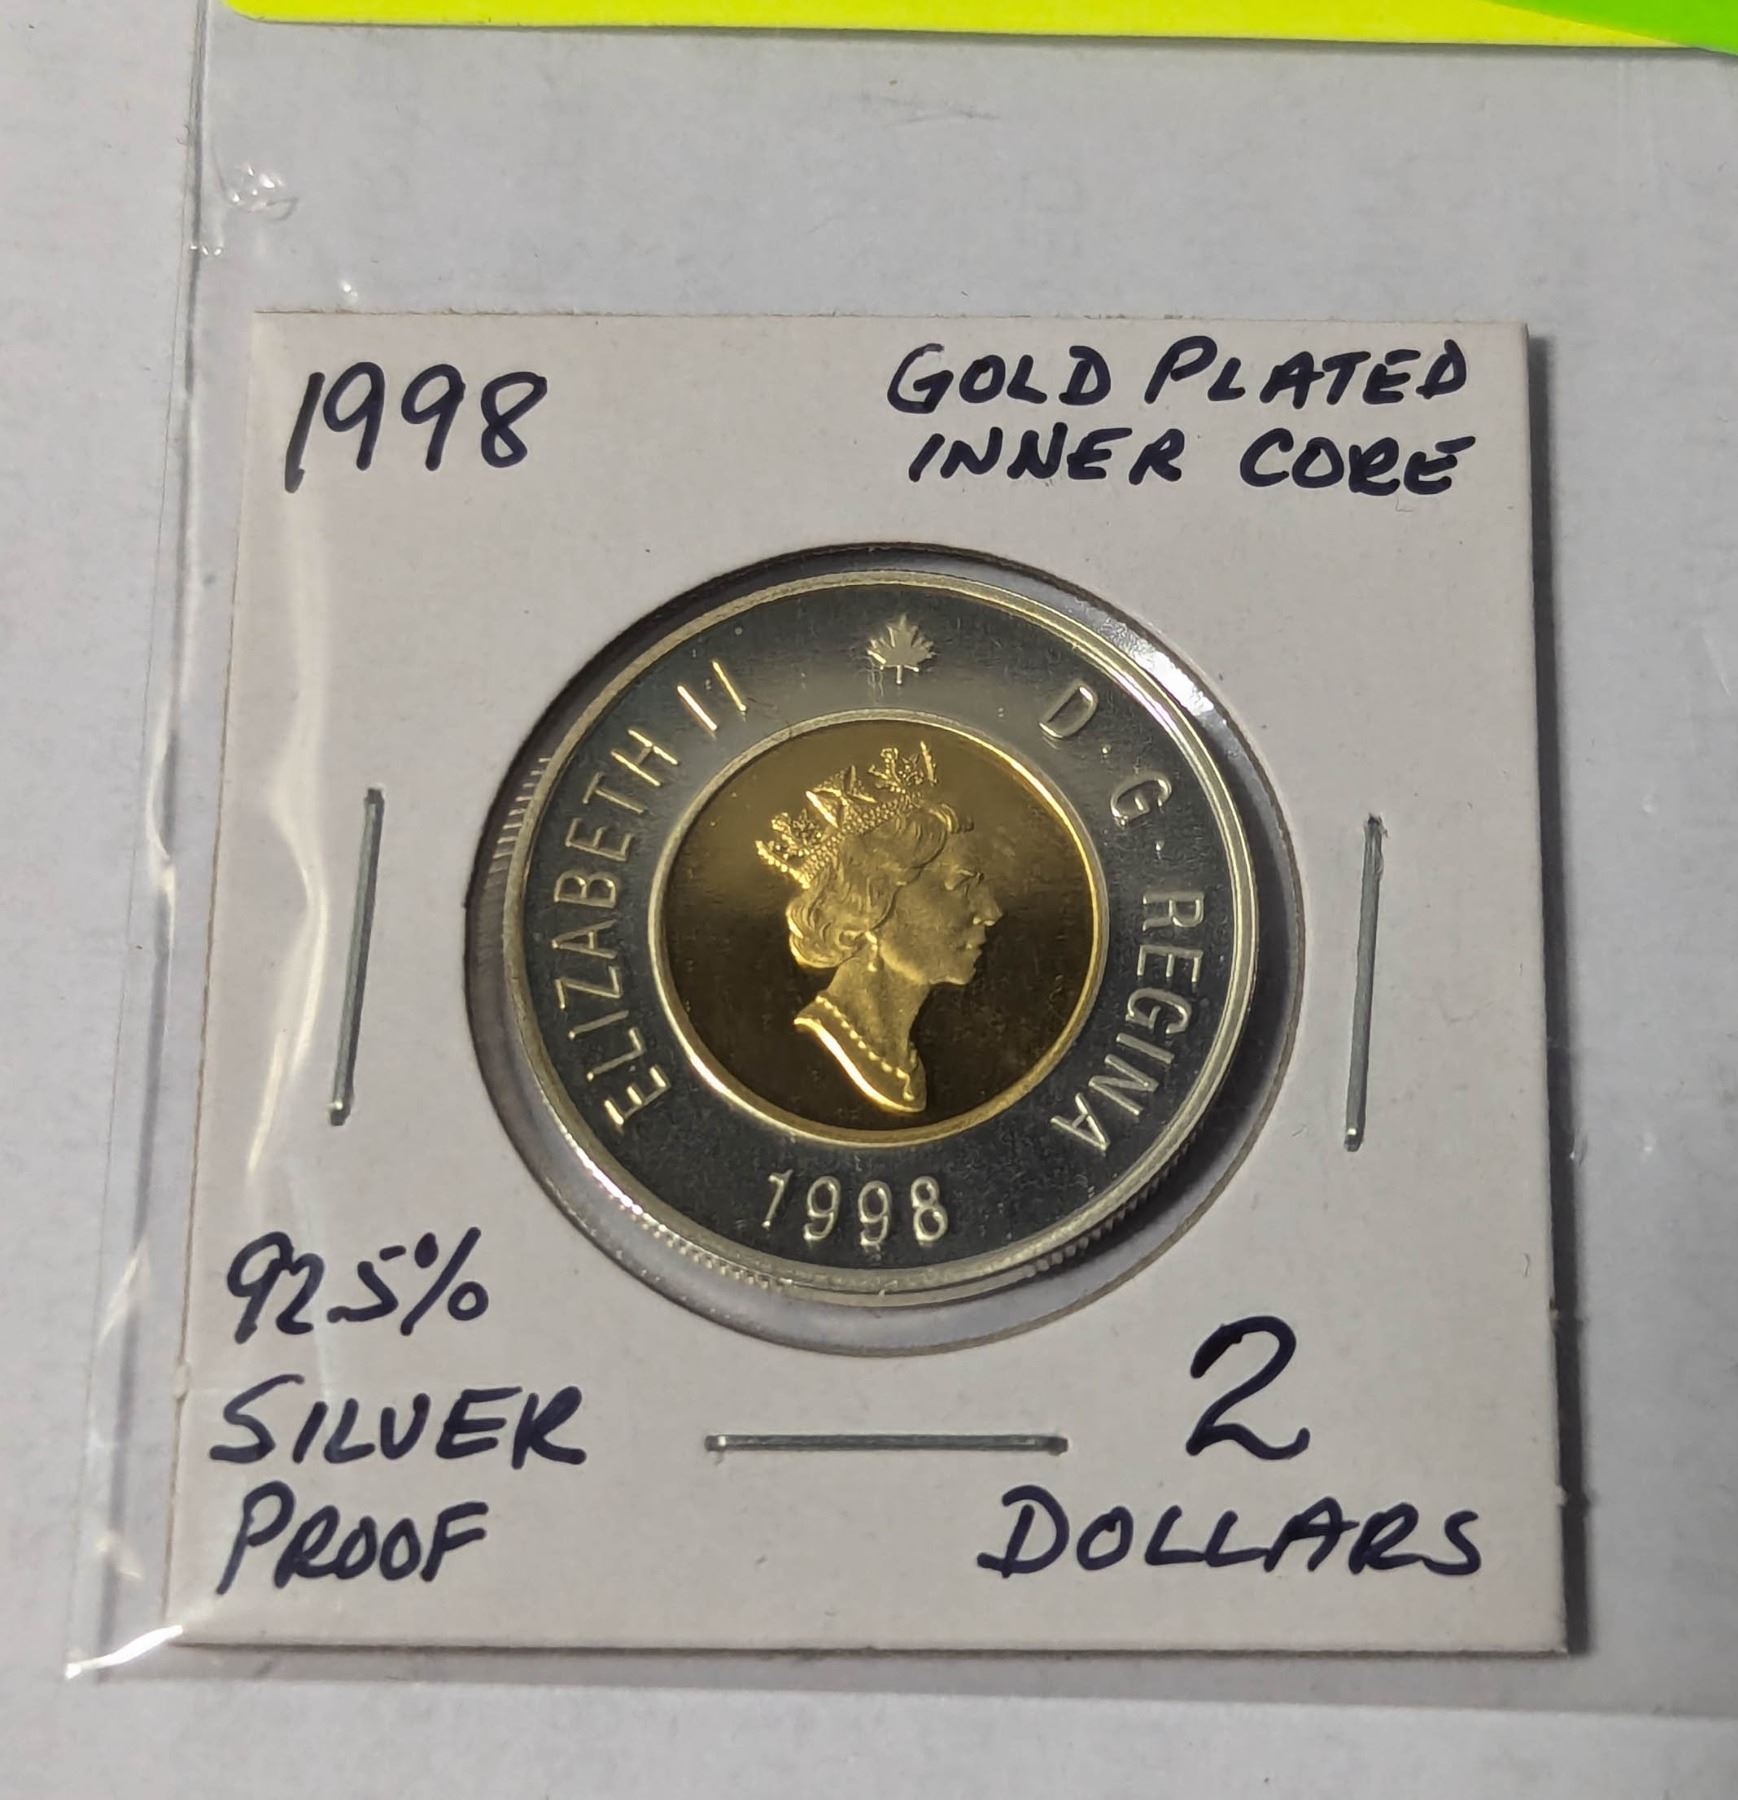 1998
GOLD PLATED
INNER CORE
ELIZABETH II
D. G. REGINA
1998
92.5%
SILVER
PROOF
2
DOLLARS